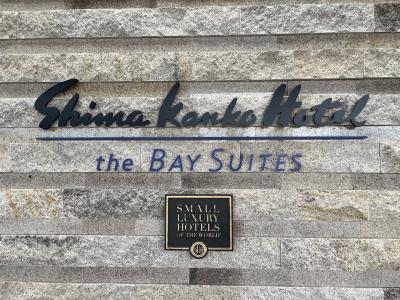 Shima Kanko Hotel
the BAY SUITES
SMALL
LUXURY
HOTELS
OF THE WORLD